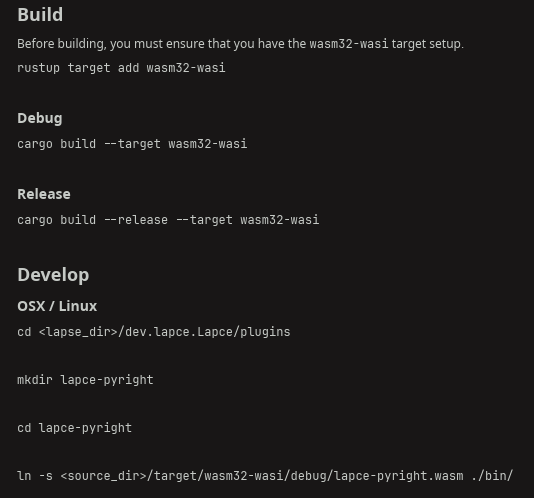 Build
Before building, you must ensure that you have the wasm32-wasi target setup.
rustup target add wasm32-wasi
Debug
cargo build --target wasm32-wasi
Release
cargo build --release --target wasm32-wasi
Develop
OSX / Linux
cd <lapse_dir>/dev.lapce.Lapce/plugins
mkdir lapce-pyright
cd lapce-pyright
ln -s <source_dir>/target/wasm32-wasi/debug/lapce-pyright.wasm ./bin/